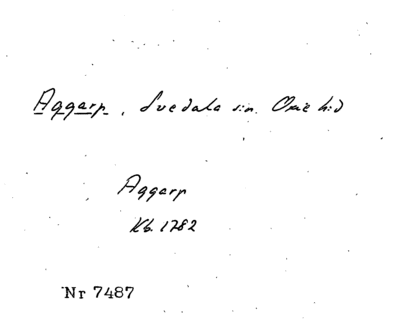 Aggarp, Svedala sn. Oxie hd
Aggarp
Kb. 1782
Nr 7487